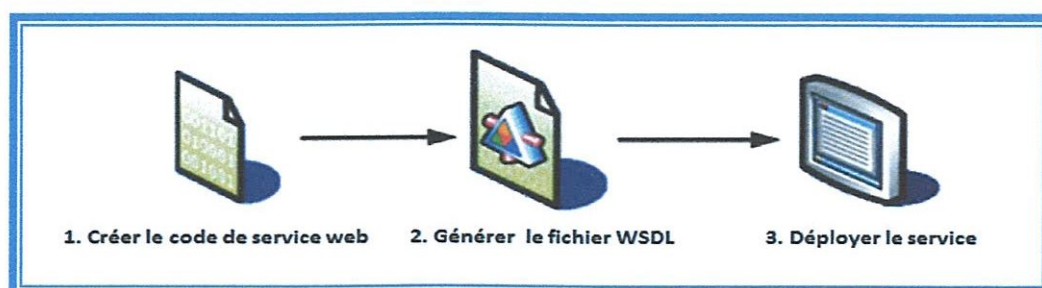 1. Créer le code de service web
2. Générer le fichier WSDL
3. Déployer le service